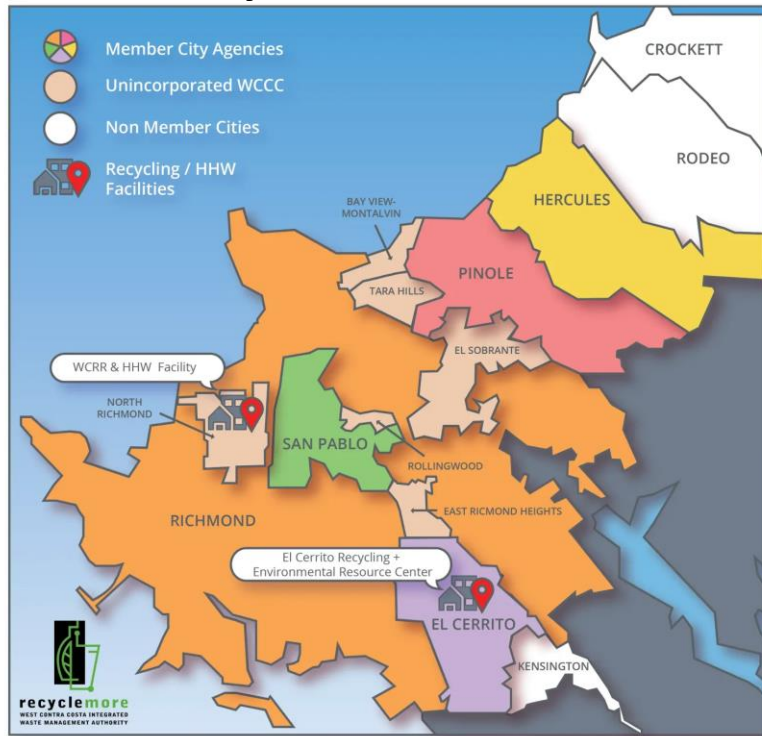 Member City Agencies
Unincorporated WCCC
Non Member Cities
Recycling / HHW
Facilities
CROCKETT
RODEO
HERCULES
BAY VIEW-
MONTALVIN
PINOLE
TARA HILLS
EL SOBRANTE
WCRR & HHW Facility
NORTH
RICHMOND
SAN PABLO
ROLLINGWOOD
RICHMOND
EAST RICMOND HEIGHTS
El Cerrito Recycling +
Environmental Resource Center
EL CERRITO
KENSINGTON
recyclemore
WEST CONTRA COSTA INTEGRATED
WASTE MANAGEMENT AUTHORITY